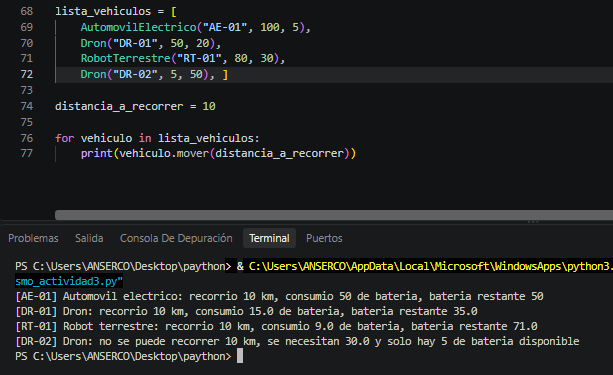 68 lista_vehiculos = [
69 AutomovilElectrico("AE-01", 100, 5),
70 Dron("DR-01", 50, 20),
71 RobotTerrestre("RT-01", 80, 30),
72 Dron("DR-02", 5, 50), ]
73
74 distancia_a_recorrer = 10
75
76 for vehiculo in lista_vehiculos:
77 print(vehiculo.mover(distancia_a_recorrer))
Problemas Salida Consola De Depuración Terminal Puertos
PS C:\Users\ANSERCO\Desktop\paython> & C:\Users\ANSERCO\AppData\Local\Microsoft\WindowsApps\python3.
smo_actividad3.py"
[AE-01] Automovil electrico: recorrio 10 km, consumio 50 de bateria, bateria restante 50
[DR-01] Dron: recorrio 10 km, consumio 15.0 de bateria, bateria restante 35.0
[RT-01] Robot terrestre: recorrio 10 km, consumio 9.0 de bateria, bateria restante 71.0
[DR-02] Dron: no se puede recorrer 10 km, se necesitan 30.0 y solo hay 5 de bateria disponible
PS C:\Users\ANSERCO\Desktop\paython>